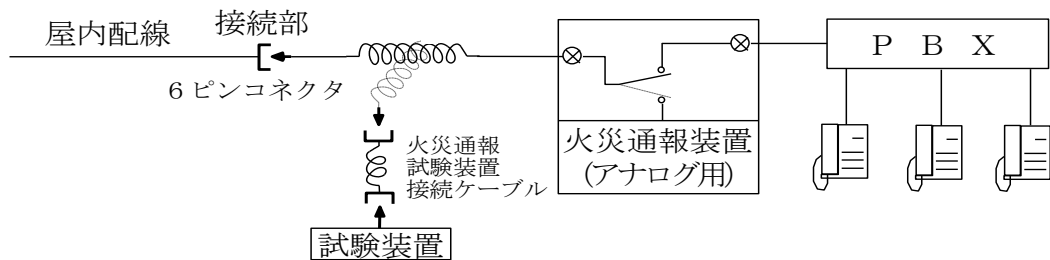 屋内配線
接続部
6ピンコネクタ
火災通報
試験装置
接続ケーブル
試験装置
火災通報装置
(アナログ用)
PBX